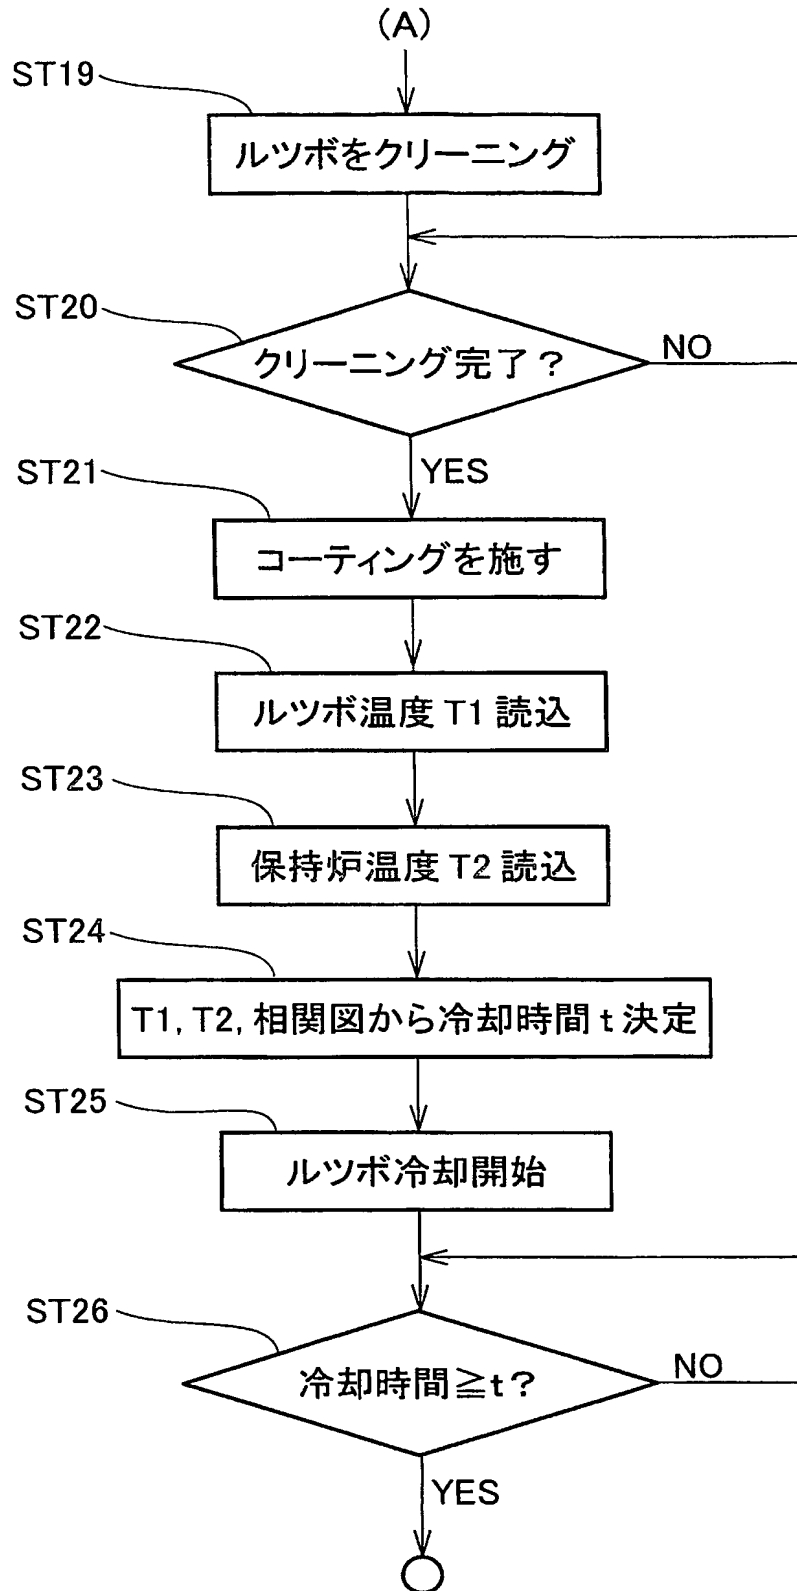 (A)
ST19
ルツボをクリーニング
ST20
クリーニング完了?
NO
YES
ST21
コーティングを施す
ST22
ルツボ温度 T1 読込
ST23
保持炉温度 T2 読込
ST24
T1, T2, 相関図から冷却時間 t 決定
ST25
ルツボ冷却開始
ST26
冷却時間≧t?
NO
YES